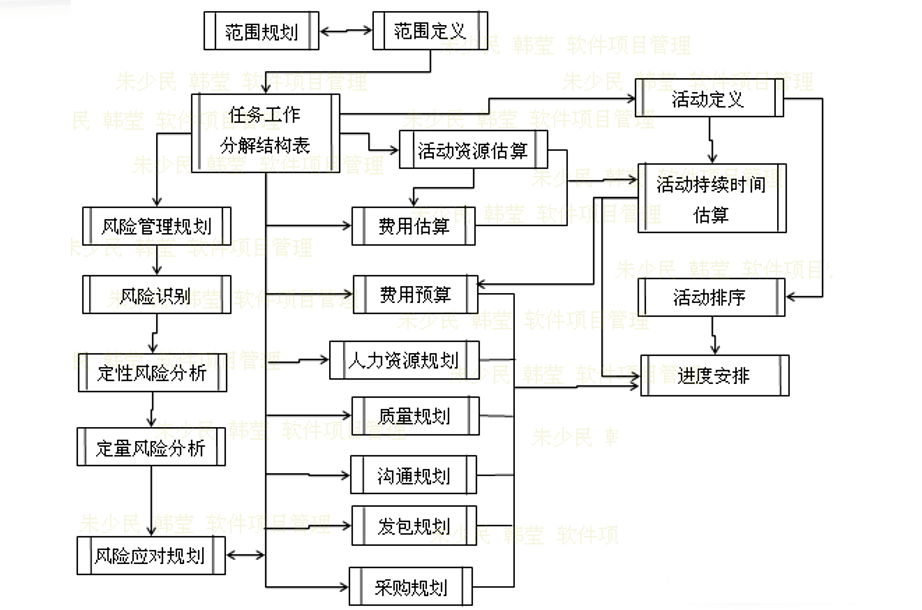 范围规划
范围定义
任务工作
分解结构表
活动定义
活动资源估算
活动持续时间
估算
风险管理规划
费用估算
风险识别
费用预算
活动排序
定性风险分析
人力资源规划
进度安排
质量规划
定量风险分析
沟通规划
发包规划
风险应对规划
采购规划
朱少民 韩莹 软件项目管理